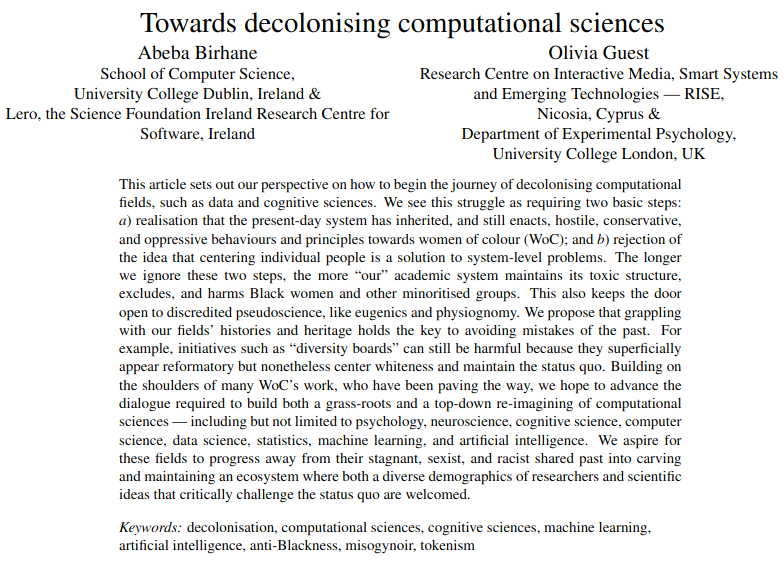 Towards decolonising computational sciences
Abeba Birhane
School of Computer Science,
University College Dublin, Ireland &
Lero, the Science Foundation Ireland Research Centre for
Software, Ireland
Olivia Guest
Research Centre on Interactive Media, Smart Systems
and Emerging Technologies — RISE,
Nicosia, Cyprus &
Department of Experimental Psychology,
University College London, UK
This article sets out our perspective on how to begin the journey of decolonising computational
fields, such as data and cognitive sciences. We see this struggle as requiring two basic steps:
a) realisation that the present-day system has inherited, and still enacts, hostile, conservative,
and oppressive behaviours and principles towards women of colour (WoC); and b) rejection of
the idea that centering individual people is a solution to system-level problems. The longer
we ignore these two steps, the more “our” academic system maintains its toxic structure,
excludes, and harms Black women and other minoritised groups. This also keeps the door
open to discredited pseudoscience, like eugenics and physiognomy. We propose that grappling
with our fields’ histories and heritage holds the key to avoiding mistakes of the past. For
example, initiatives such as “diversity boards” can still be harmful because they superficially
appear reformatory but nonetheless center whiteness and maintain the status quo. Building on
the shoulders of many WoC’s work, who have been paving the way, we hope to advance the
dialogue required to build both a grass-roots and a top-down re-imagining of computational
sciences — including but not limited to psychology, neuroscience, cognitive science, computer
science, data science, statistics, machine learning, and artificial intelligence. We aspire for
these fields to progress away from their stagnant, sexist, and racist shared past into carving
and maintaining an ecosystem where both a diverse demographics of researchers and scientific
ideas that critically challenge the status quo are welcomed.
Keywords: decolonisation, computational sciences, cognitive sciences, machine learning,
artificial intelligence, anti-Blackness, misogynoir, tokenism